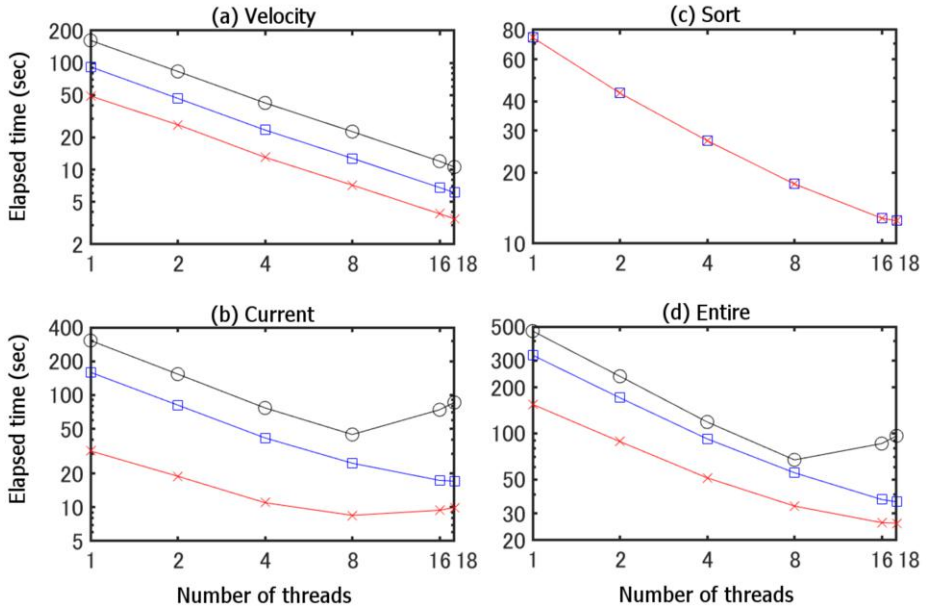 (a) Velocity
Elapsed time (sec)
200
100
50
20
10
5
2
1 2 4 8 16 18
(c) Sort
80
60
40
30
20
10
1 2 4 8 16 18
(b) Current
Elapsed time (sec)
400
200
100
50
20
10
5
1 2 4 8 16 18
Number of threads
(d) Entire
500
300
200
100
50
30
20
1 2 4 8 16 18
Number of threads